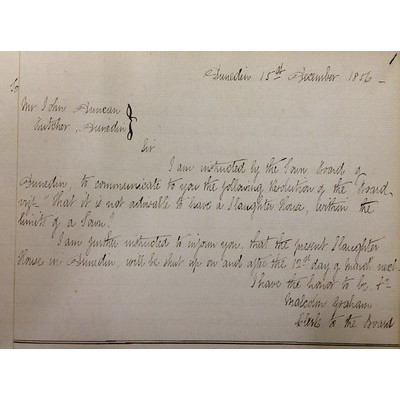 1
Dunedin 15th December 1856 -
To
Mr John Duncan
Butcher, Dunedin
Sir
I am instructed by the Town Board of
Dunedin, to communicate to you the following Resolution of the Board
vizt "that it is not advisable to have a Slaughter House, within the
limits of a Town"
I am further instructed to inform you, that the present Slaughter
House in Dunedin, will be shut up on and after the 12th day of March next
I have the honor to be &c
Malcolm Graham
Clerk to the Board